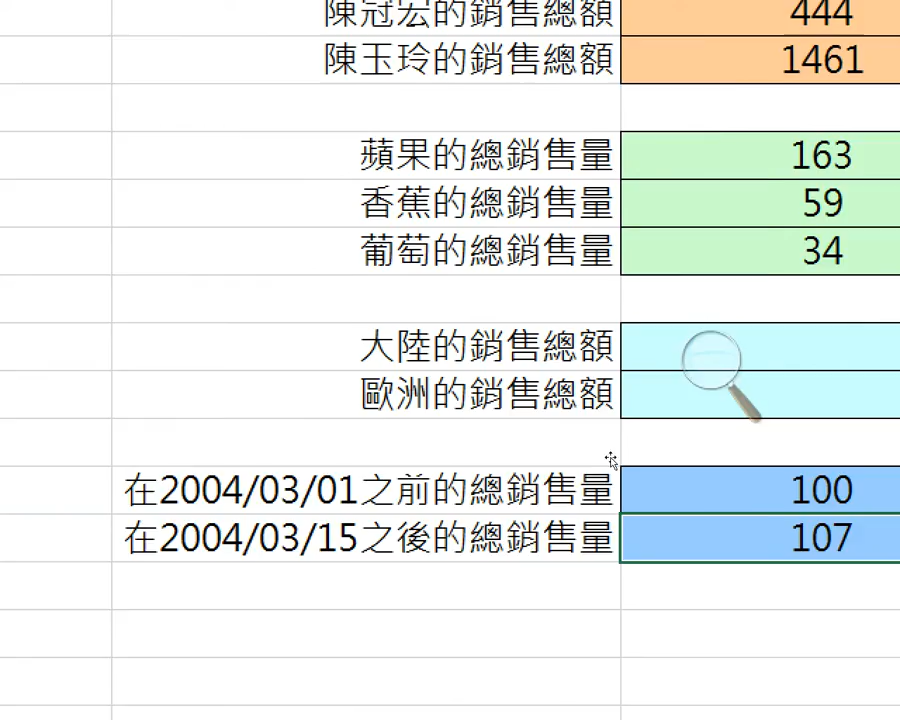 陳冠宏的銷售總額 444
陳玉玲的銷售總額 1461
蘋果的總銷售量 163
香蕉的總銷售量 59
葡萄的總銷售量 34
大陸的銷售總額
歐洲的銷售總額
在2004/03/01之前的總銷售量 100
在2004/03/15之後的總銷售量 107